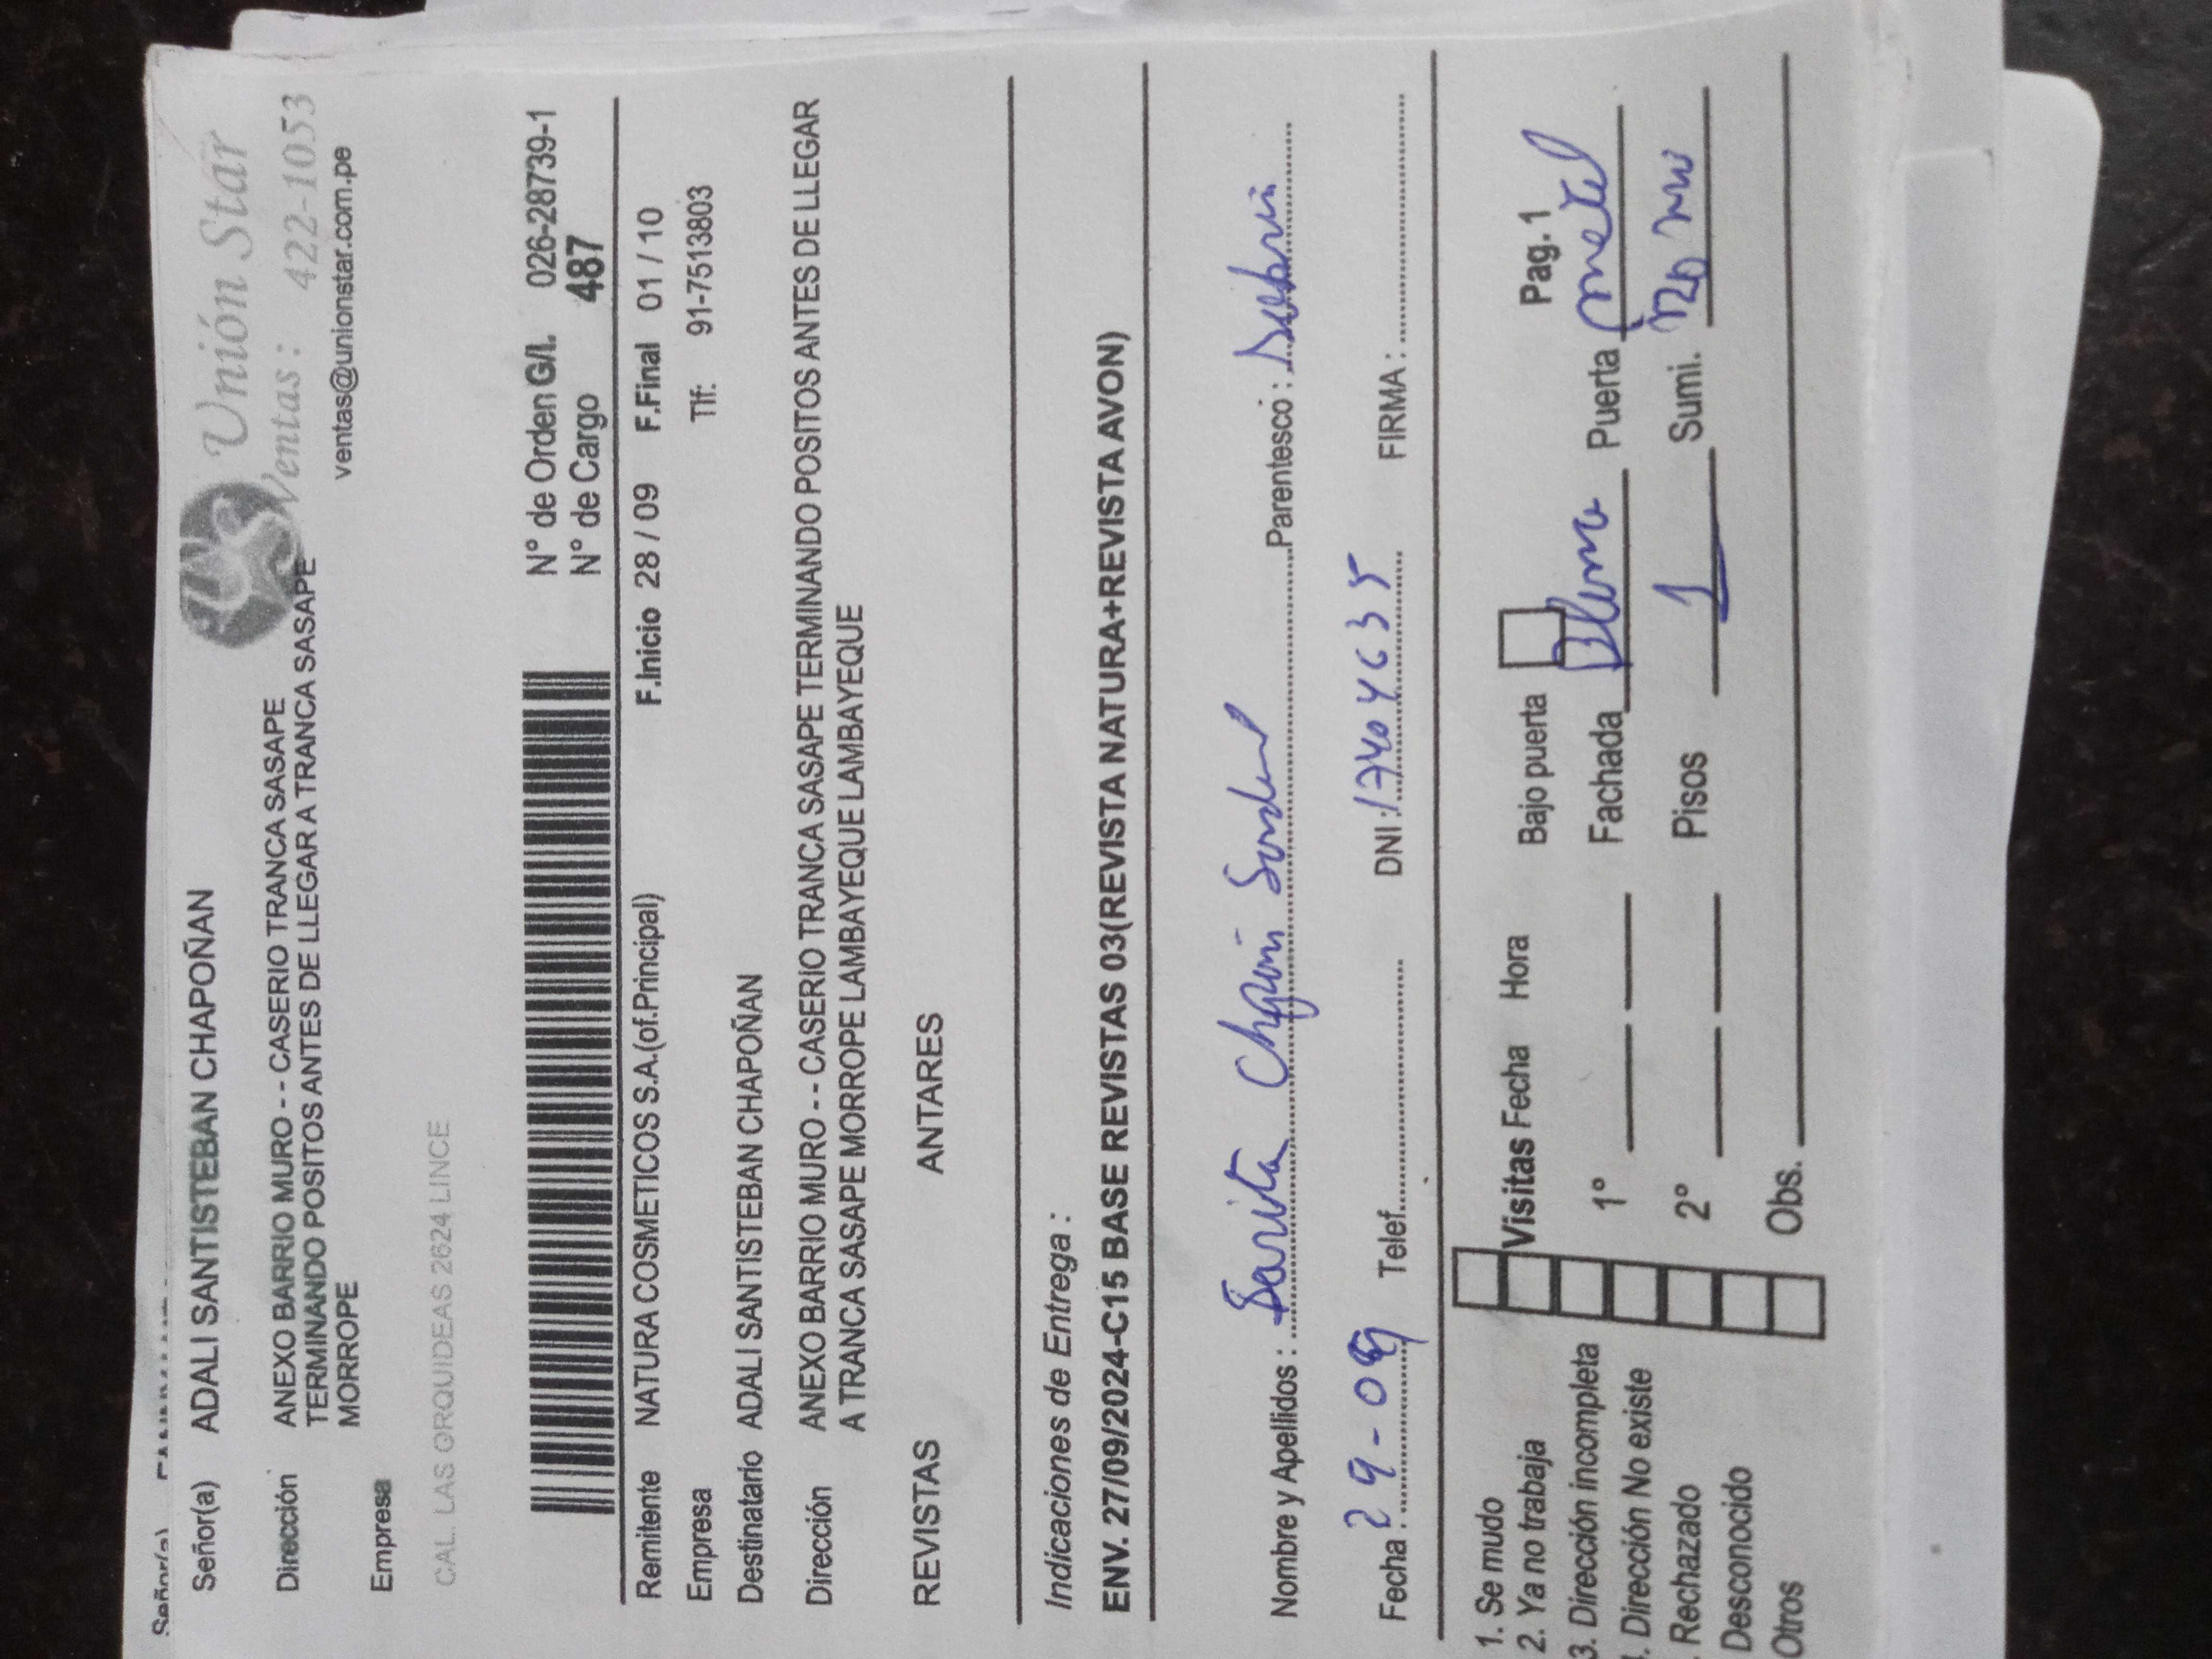 Señor(a)
Unión Star
Señor(a) ADALI SANTISTEBAN CHAPOÑAN
Ventas: 422-1053
Dirección ANEXO BARRIO MURO - - CASERIO TRANCA SASAPE
TERMINANDO POSITOS ANTES DE LLEGAR A TRANCA SASAPE
ventas@unionstar.com.pe
MORROPE
Empresa
CAL. LAS ORQUIDEAS 2624 LINCE
N° de Orden G/I. 026-28739-1
N° de Cargo 487
Remitente NATURA COSMETICOS S.A.(of.Principal) F.Inicio 28 / 09 F.Final 01 / 10
Empresa Tlf: 91-7513803
Destinatario ADALI SANTISTEBAN CHAPOÑAN
Dirección ANEXO BARRIO MURO - - CASERIO TRANCA SASAPE TERMINANDO POSITOS ANTES DE LLEGAR
A TRANCA SASAPE MORROPE LAMBAYEQUE LAMBAYEQUE
REVISTAS ANTARES
Indicaciones de Entrega :
ENV. 27/09/2024-C15 BASE REVISTAS 03(REVISTA NATURA+REVISTA AVON)
Nombre y Apellidos : Parentesco :
Fecha : 29-09 Telef. DNI : 17404635 FIRMA :
1. Se mudo
2. Ya no trabaja
3. Dirección incompleta
. Dirección No existe
. Rechazado
Desconocido
Otros
Visitas Fecha Hora Bajo puerta Pag. 1
1° Fachada Puerta metal
2° Pisos 1 Sumi. no
Obs.